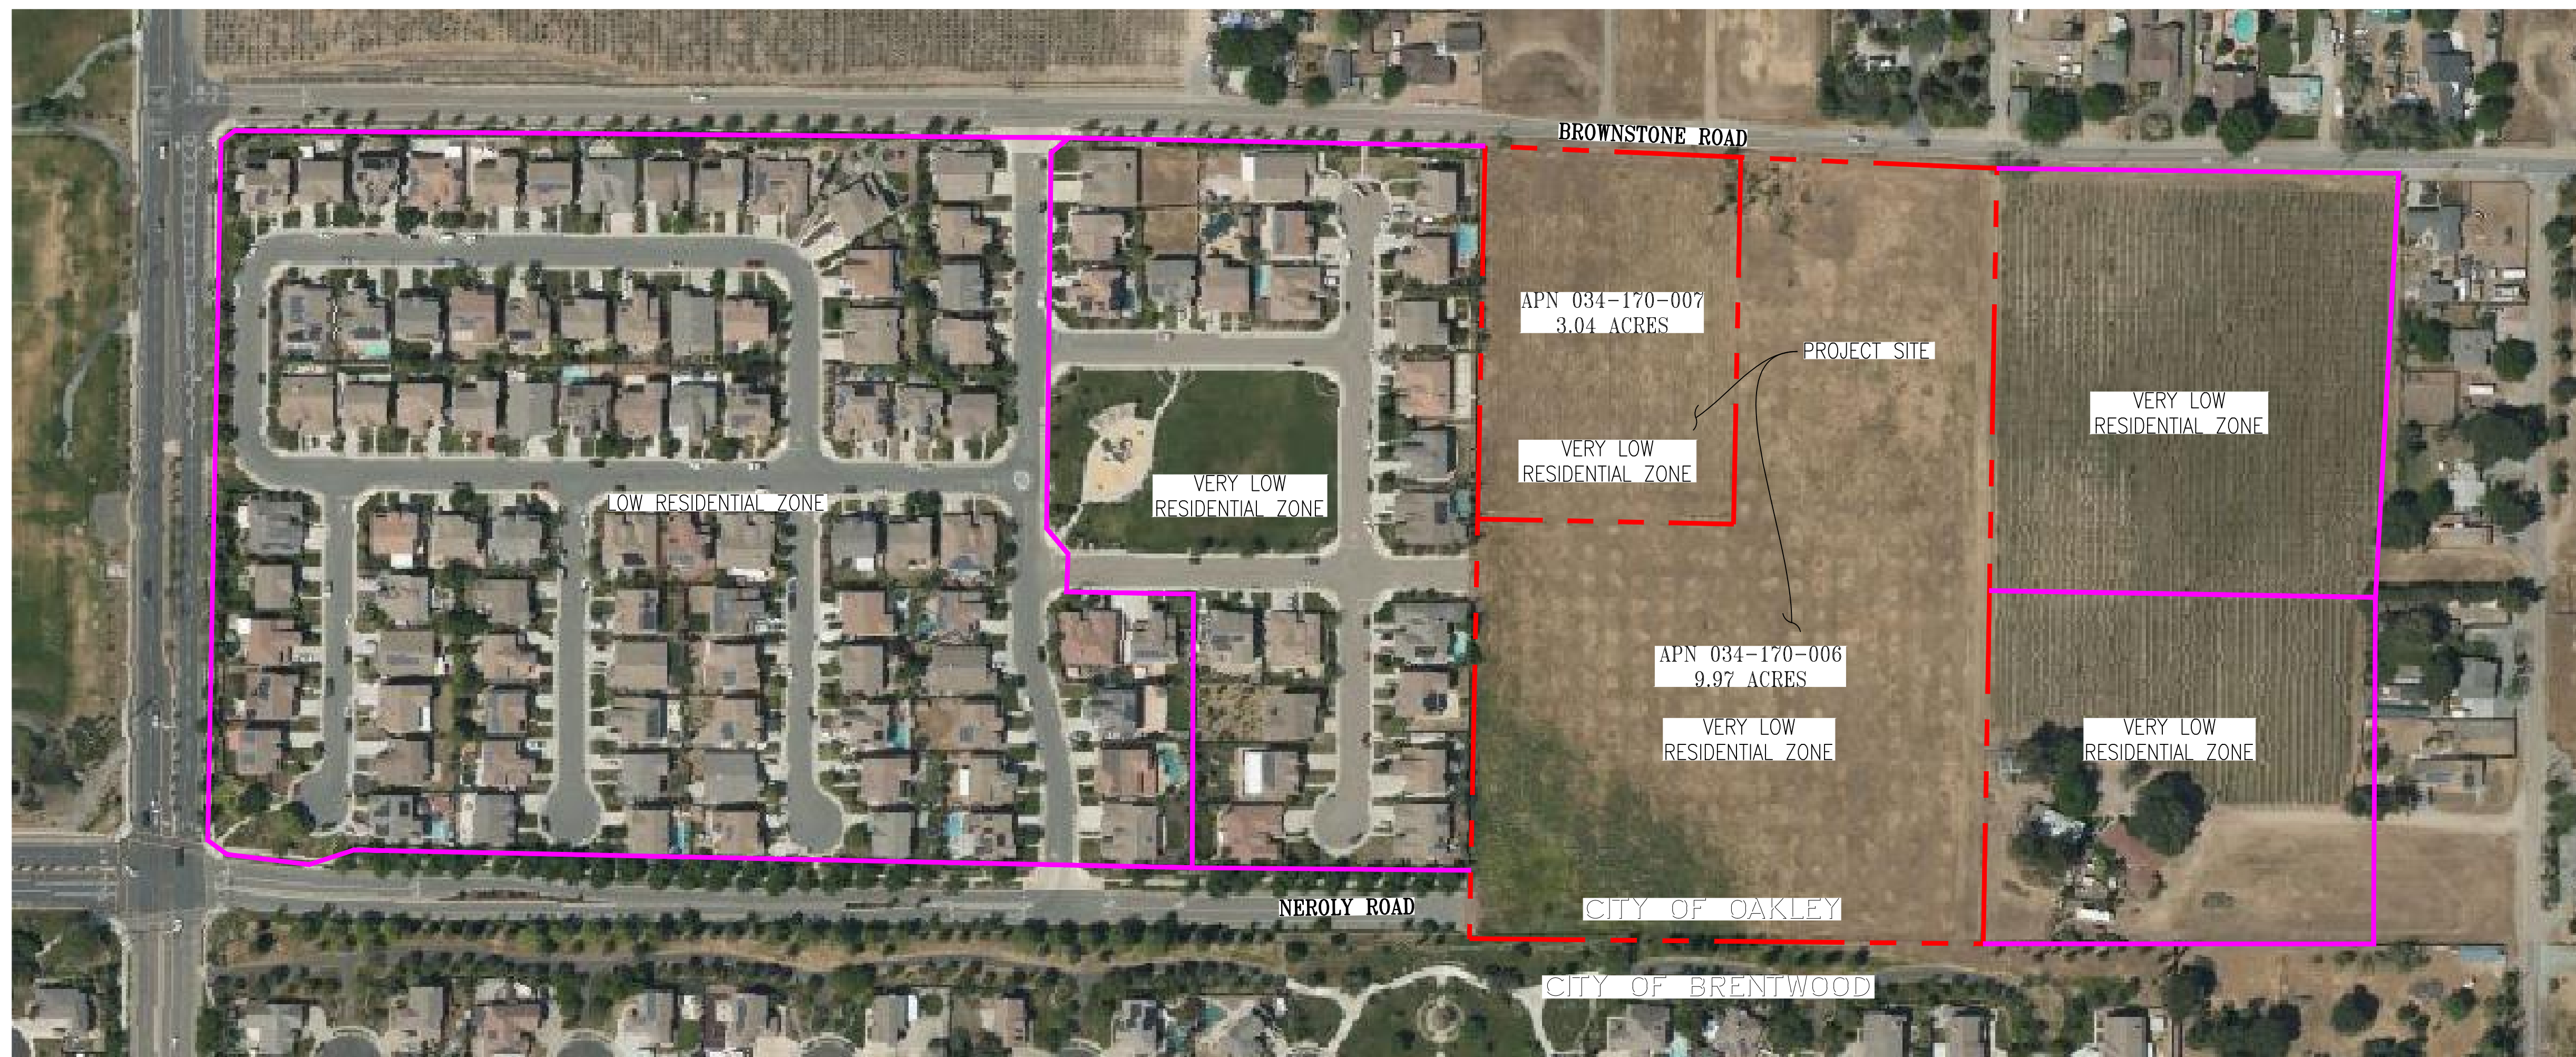 BROWNSTONE ROAD
APN 034-170-007
3.04 ACRES
PROJECT SITE
VERY LOW
RESIDENTIAL ZONE
VERY LOW
RESIDENTIAL ZONE
LOW RESIDENTIAL ZONE
VERY LOW
RESIDENTIAL ZONE
APN 034-170-006
9.97 ACRES
VERY LOW
RESIDENTIAL ZONE
VERY LOW
RESIDENTIAL ZONE
NEROLY ROAD
CITY OF OAKLEY
CITY OF BRENTWOOD